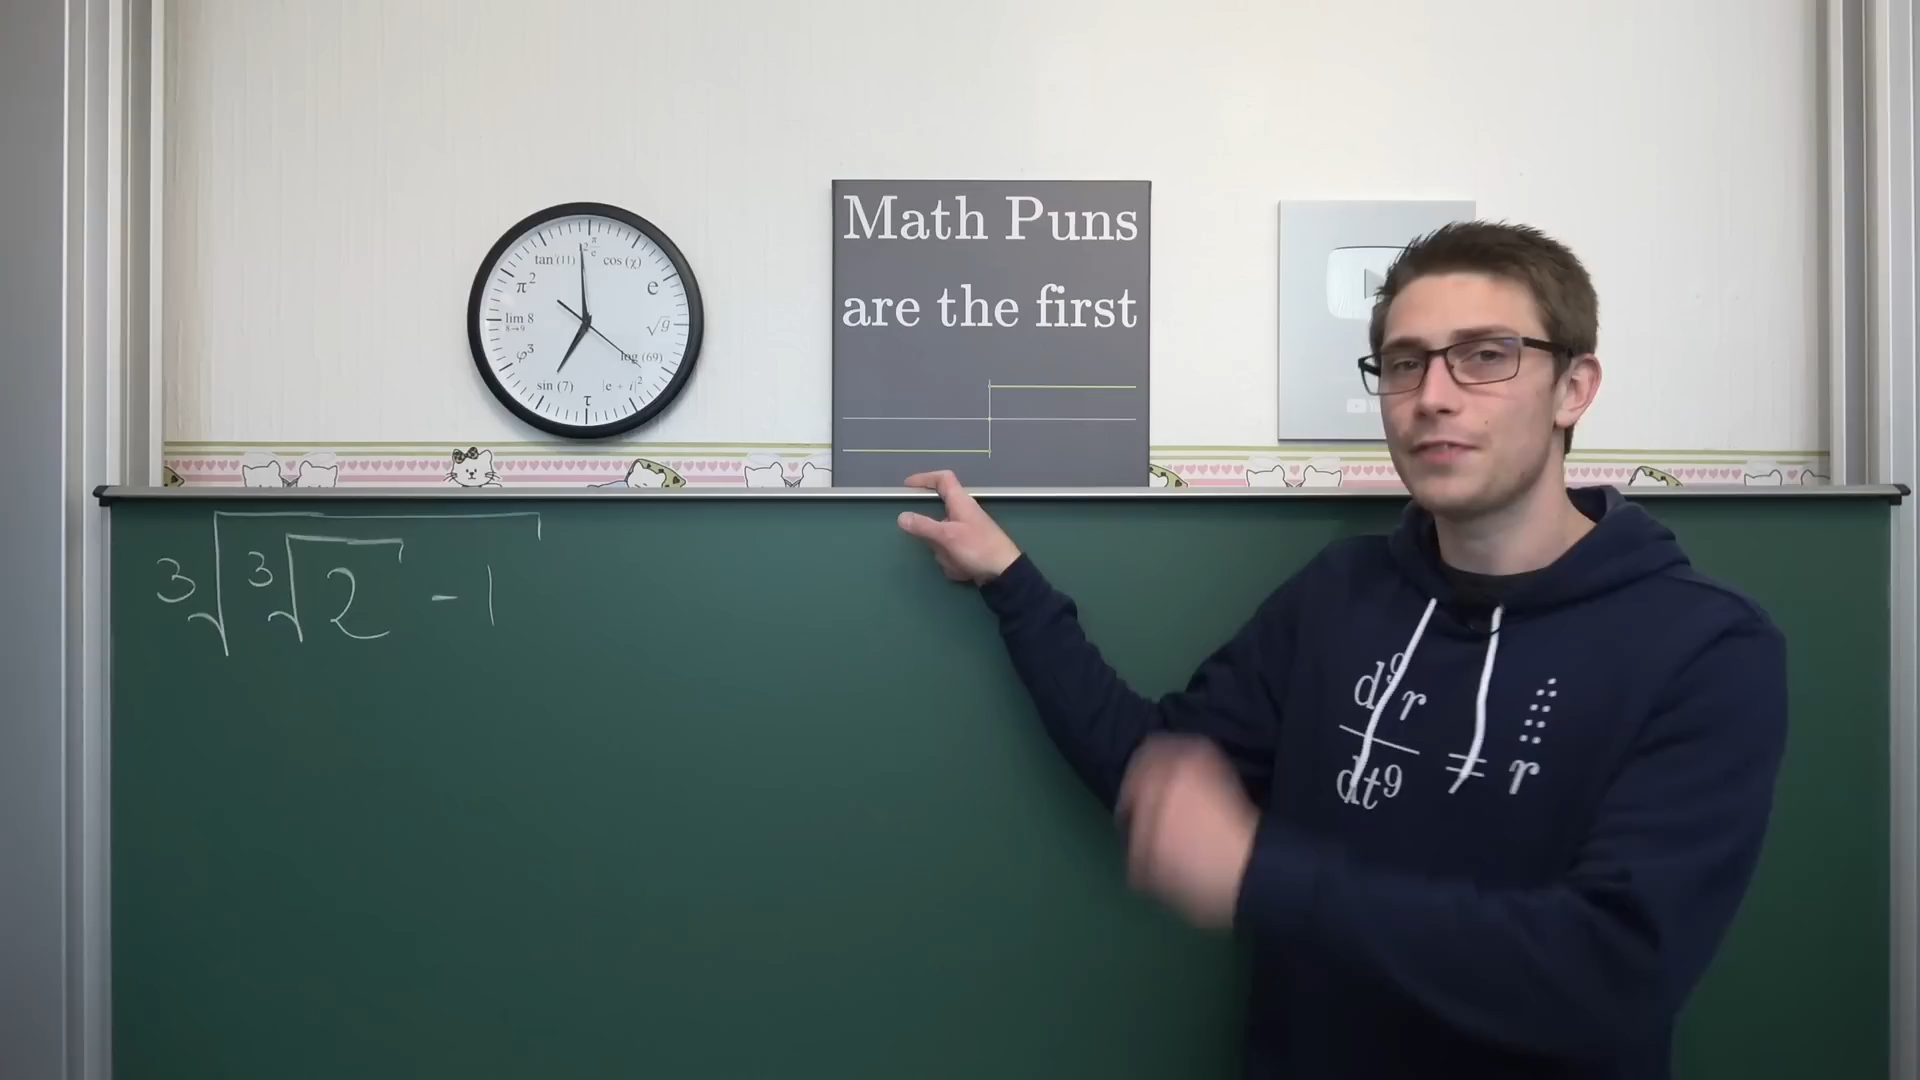 Math Puns
are the first
2^(π/e)
tan (11) cos (χ)
π² e
lim 8 √g
8→9
φ³ log (69)
sin (7) |e + i|²
τ
∛(∛2 - 1)
d⁹r/dt⁹ ≠ r